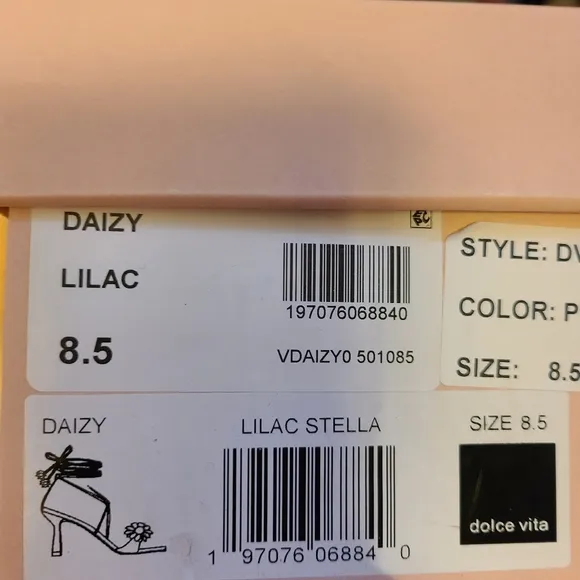 DAIZY
LILAC
197076068840
8.5
VDAIZY0 501085
STYLE: DV
COLOR: P
SIZE: 8.5
DAIZY
LILAC STELLA
SIZE 8.5
dolce vita
1 97076 06884 0